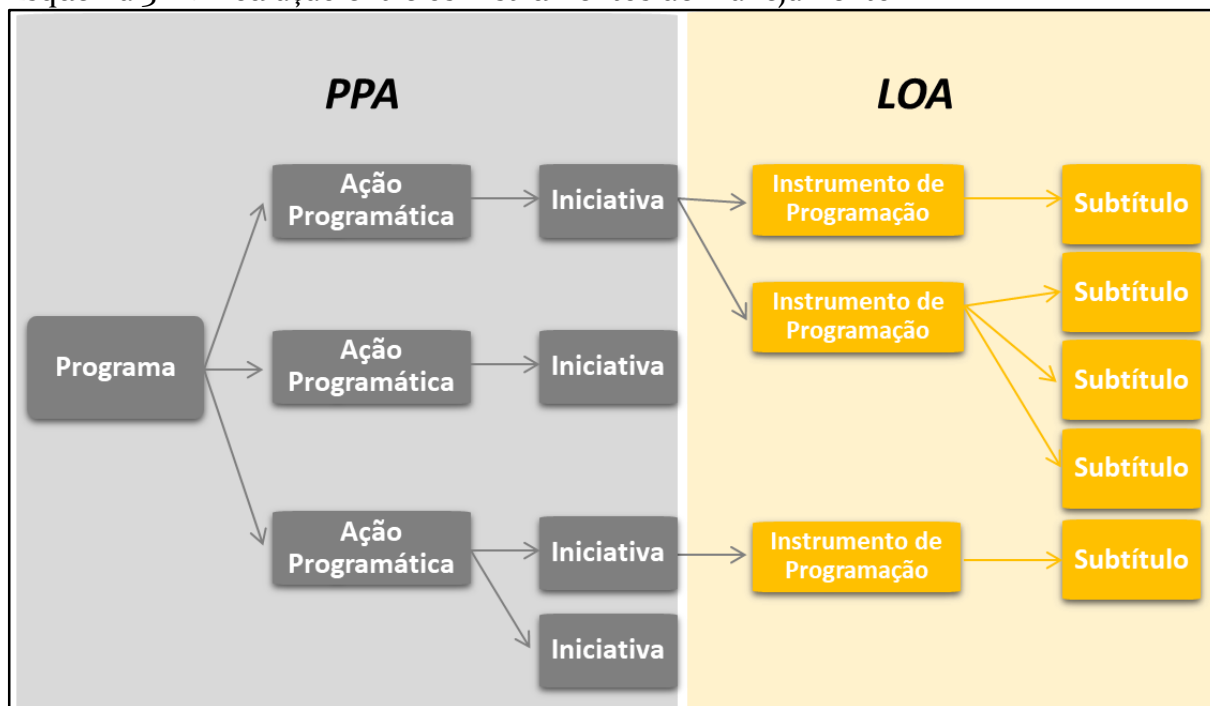 PPA
LOA
Ação
Programática
Iniciativa
Instrumento de
Programação
Subtítulo
Instrumento de
Programação
Subtítulo
Programa
Ação
Programática
Iniciativa
Subtítulo
Subtítulo
Ação
Programática
Iniciativa
Instrumento de
Programação
Subtítulo
Iniciativa